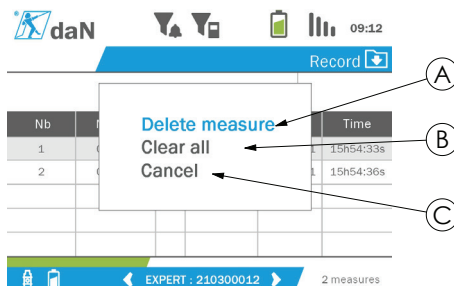 daN 09:12
Record
A
Nb Time
Delete measure
1 15h54:33s
Clear all
B
2 1 15h54:36s
Cancel
C
EXPERT : 210300012 2 measures